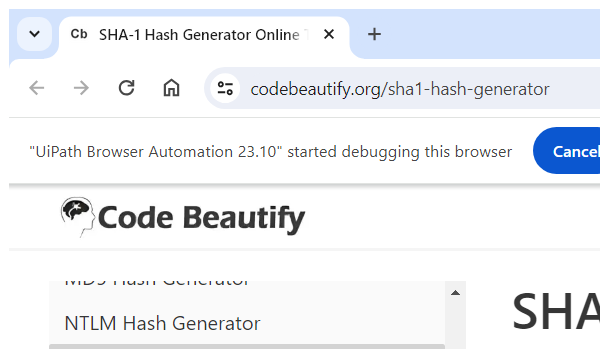 Cb SHA-1 Hash Generator Online
codebeautify.org/sha1-hash-generator
"UiPath Browser Automation 23.10" started debugging this browser
Cancel
Code Beautify
MD5 Hash Generator
SHA
NTLM Hash Generator